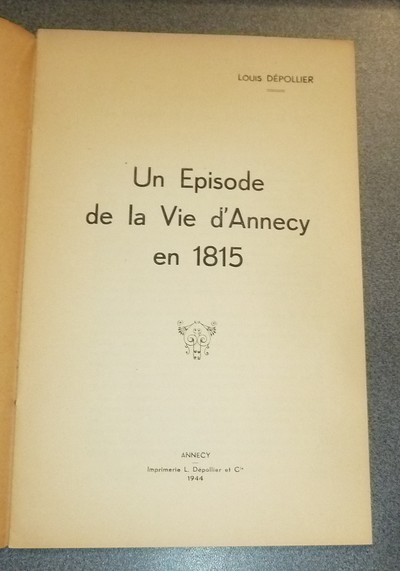 Louis DÉPOLLIER
Un Episode
de la Vie d'Annecy
en 1815
ANNECY
Imprimerie L. Dépollier et Cie
1944